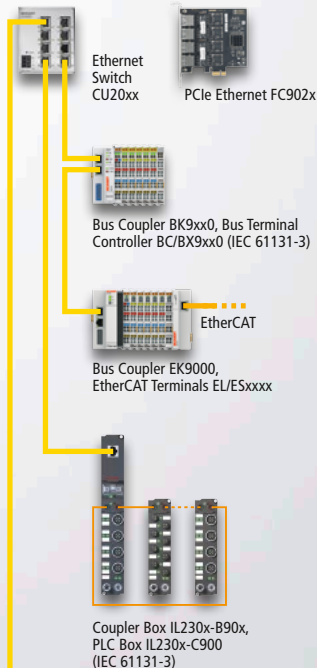 Ethernet
Switch
CU20xx
PCIe Ethernet FC902x
Bus Coupler BK9xx0, Bus Terminal
Controller BC/BX9xx0 (IEC 61131-3)
EtherCAT
Bus Coupler EK9000,
EtherCAT Terminals EL/ESxxxx
Coupler Box IL230x-B90x,
PLC Box IL230x-C900
(IEC 61131-3)